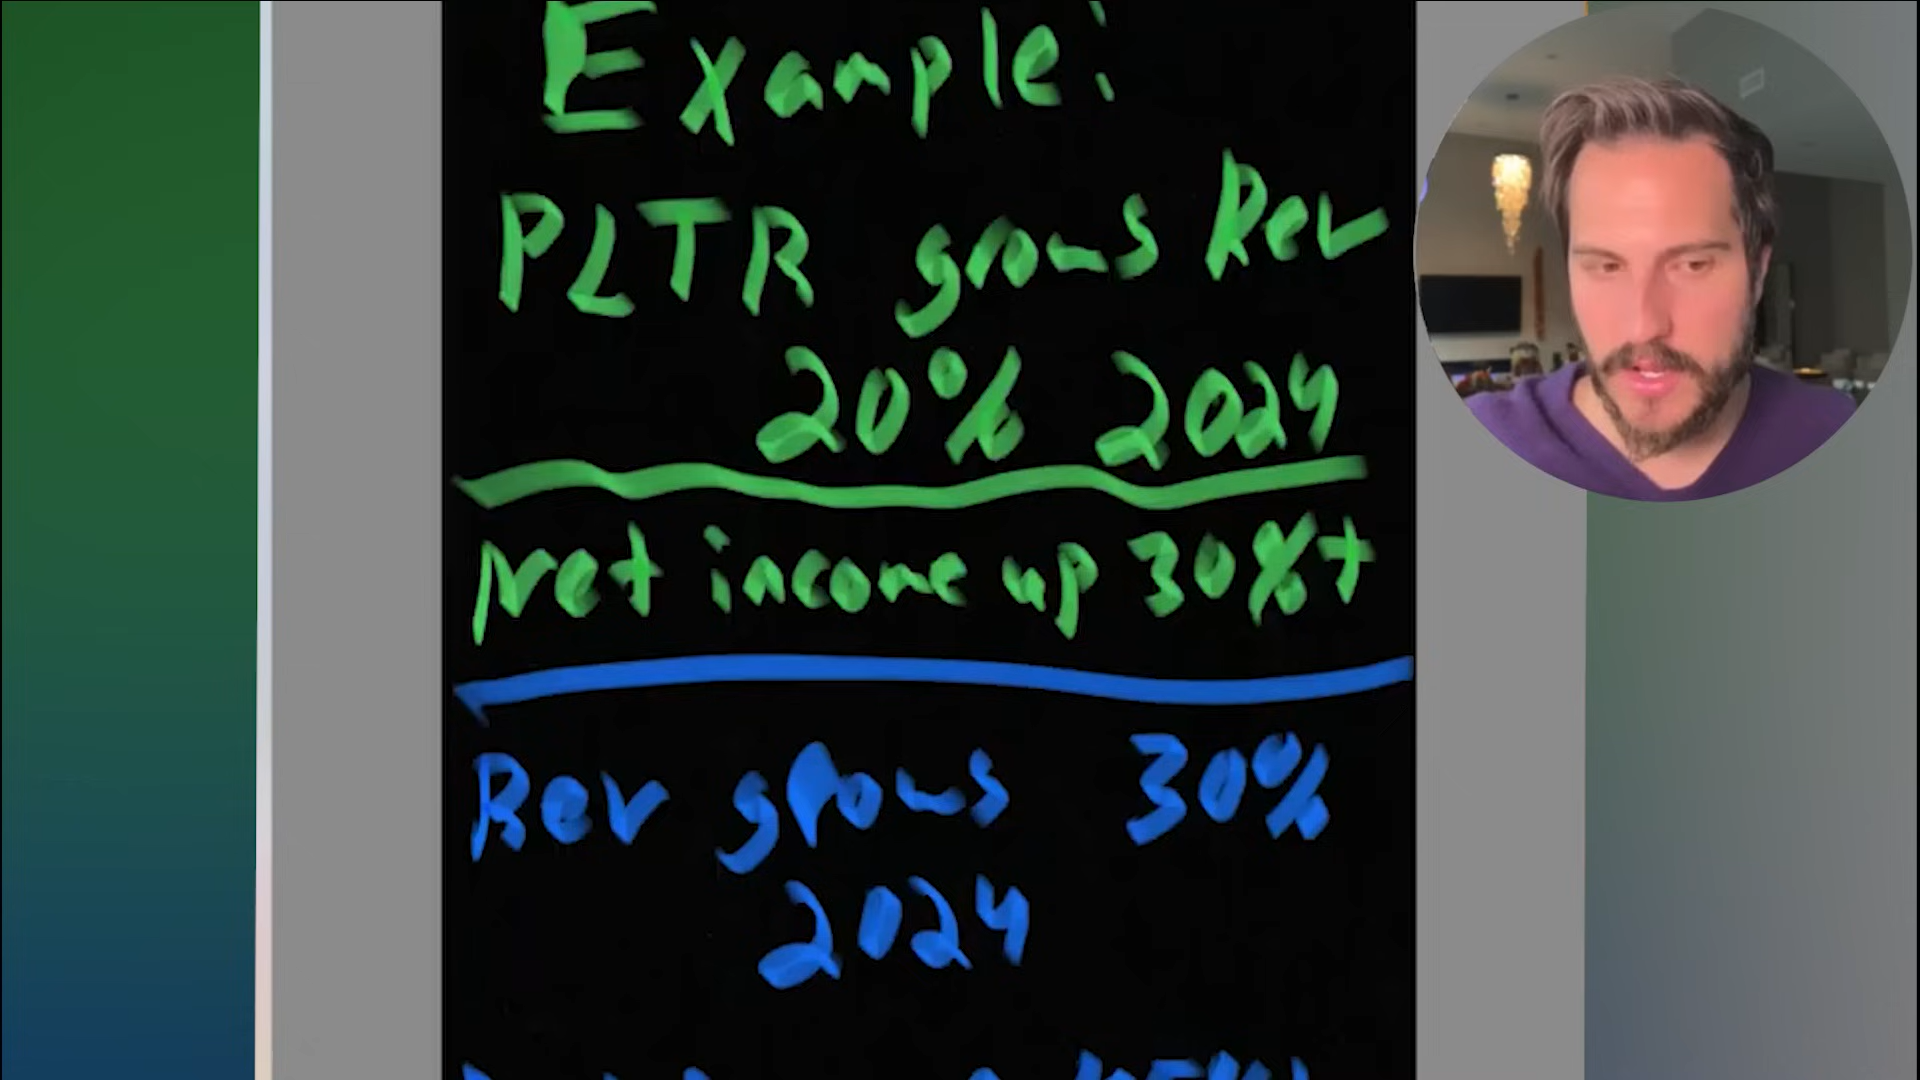 Example:
PLTR grows Rev
20% 2024
Net income up 30%+
Rev grows 30%
2024